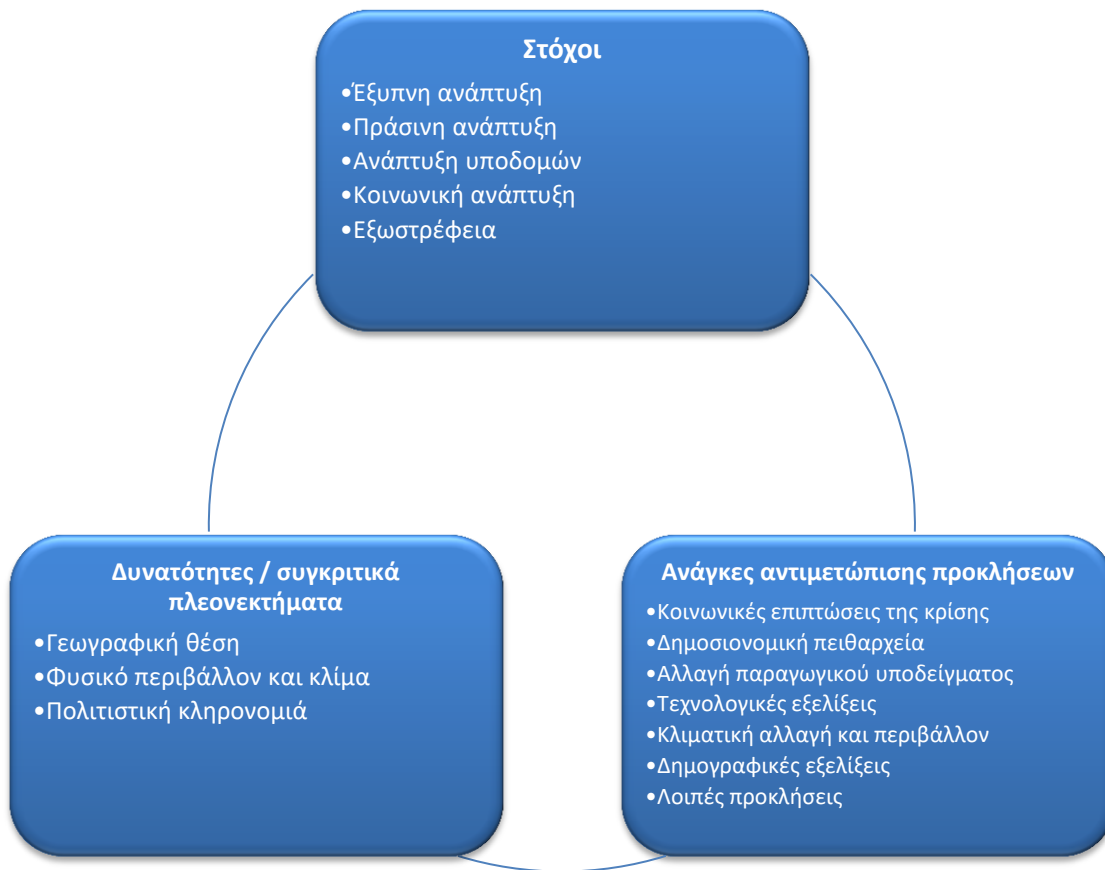 Στόχοι
•Έξυπνη ανάπτυξη
•Πράσινη ανάπτυξη
•Ανάπτυξη υποδομών
•Κοινωνική ανάπτυξη
•Εξωστρέφεια
Δυνατότητες / συγκριτικά
πλεονεκτήματα
•Γεωγραφική θέση
•Φυσικό περιβάλλον και κλίμα
•Πολιτιστική κληρονομιά
Ανάγκες αντιμετώπισης προκλήσεων
•Κοινωνικές επιπτώσεις της κρίσης
•Δημοσιονομική πειθαρχεία
•Αλλαγή παραγωγικού υποδείγματος
•Τεχνολογικές εξελίξεις
•Κλιματική αλλαγή και περιβάλλον
•Δημογραφικές εξελίξεις
•Λοιπές προκλήσεις